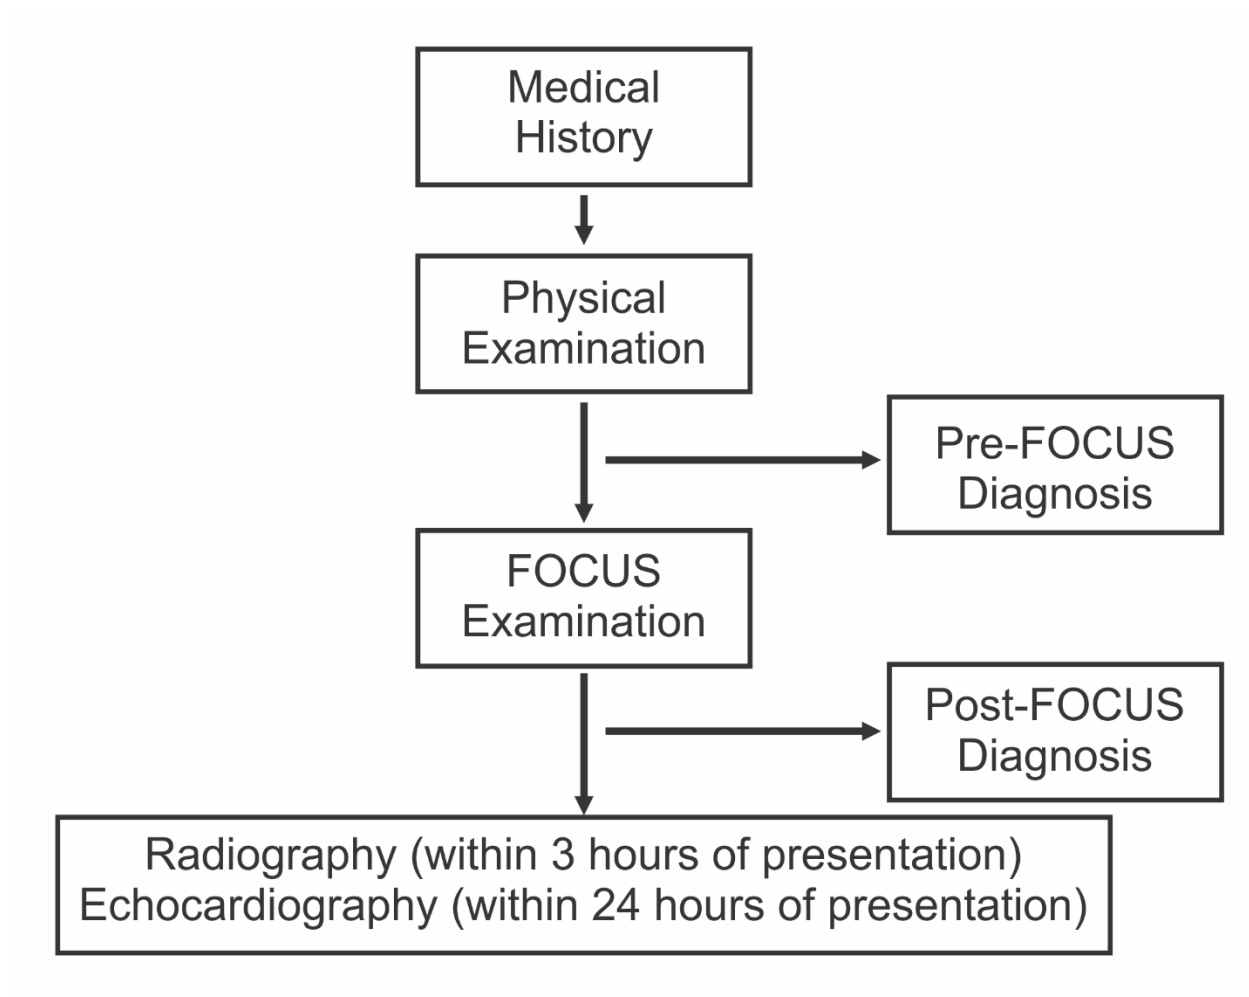 Medical
History
Physical
Examination
Pre-FOCUS
Diagnosis
FOCUS
Examination
Post-FOCUS
Diagnosis
Radiography (within 3 hours of presentation)
Echocardiography (within 24 hours of presentation)